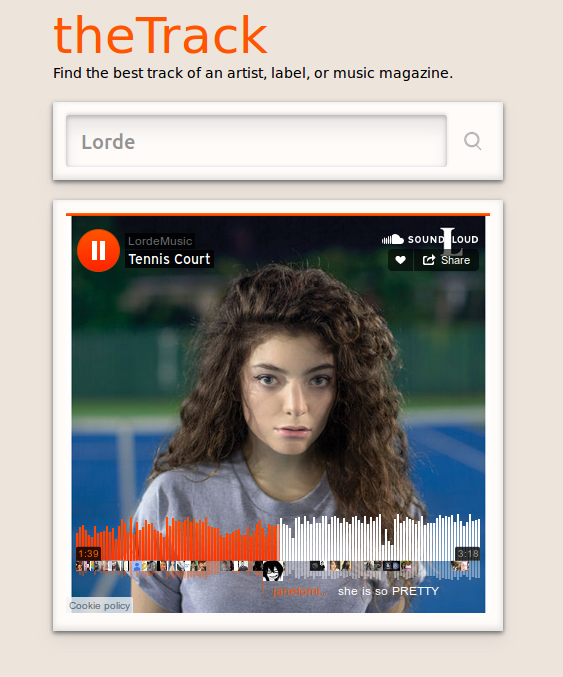 theTrack
Find the best track of an artist, label, or music magazine.
Lorde
LordeMusic
Tennis Court
SOUNDCLOUD
L
Share
1:39
3:18
she is so PRETTY
Cookie policy